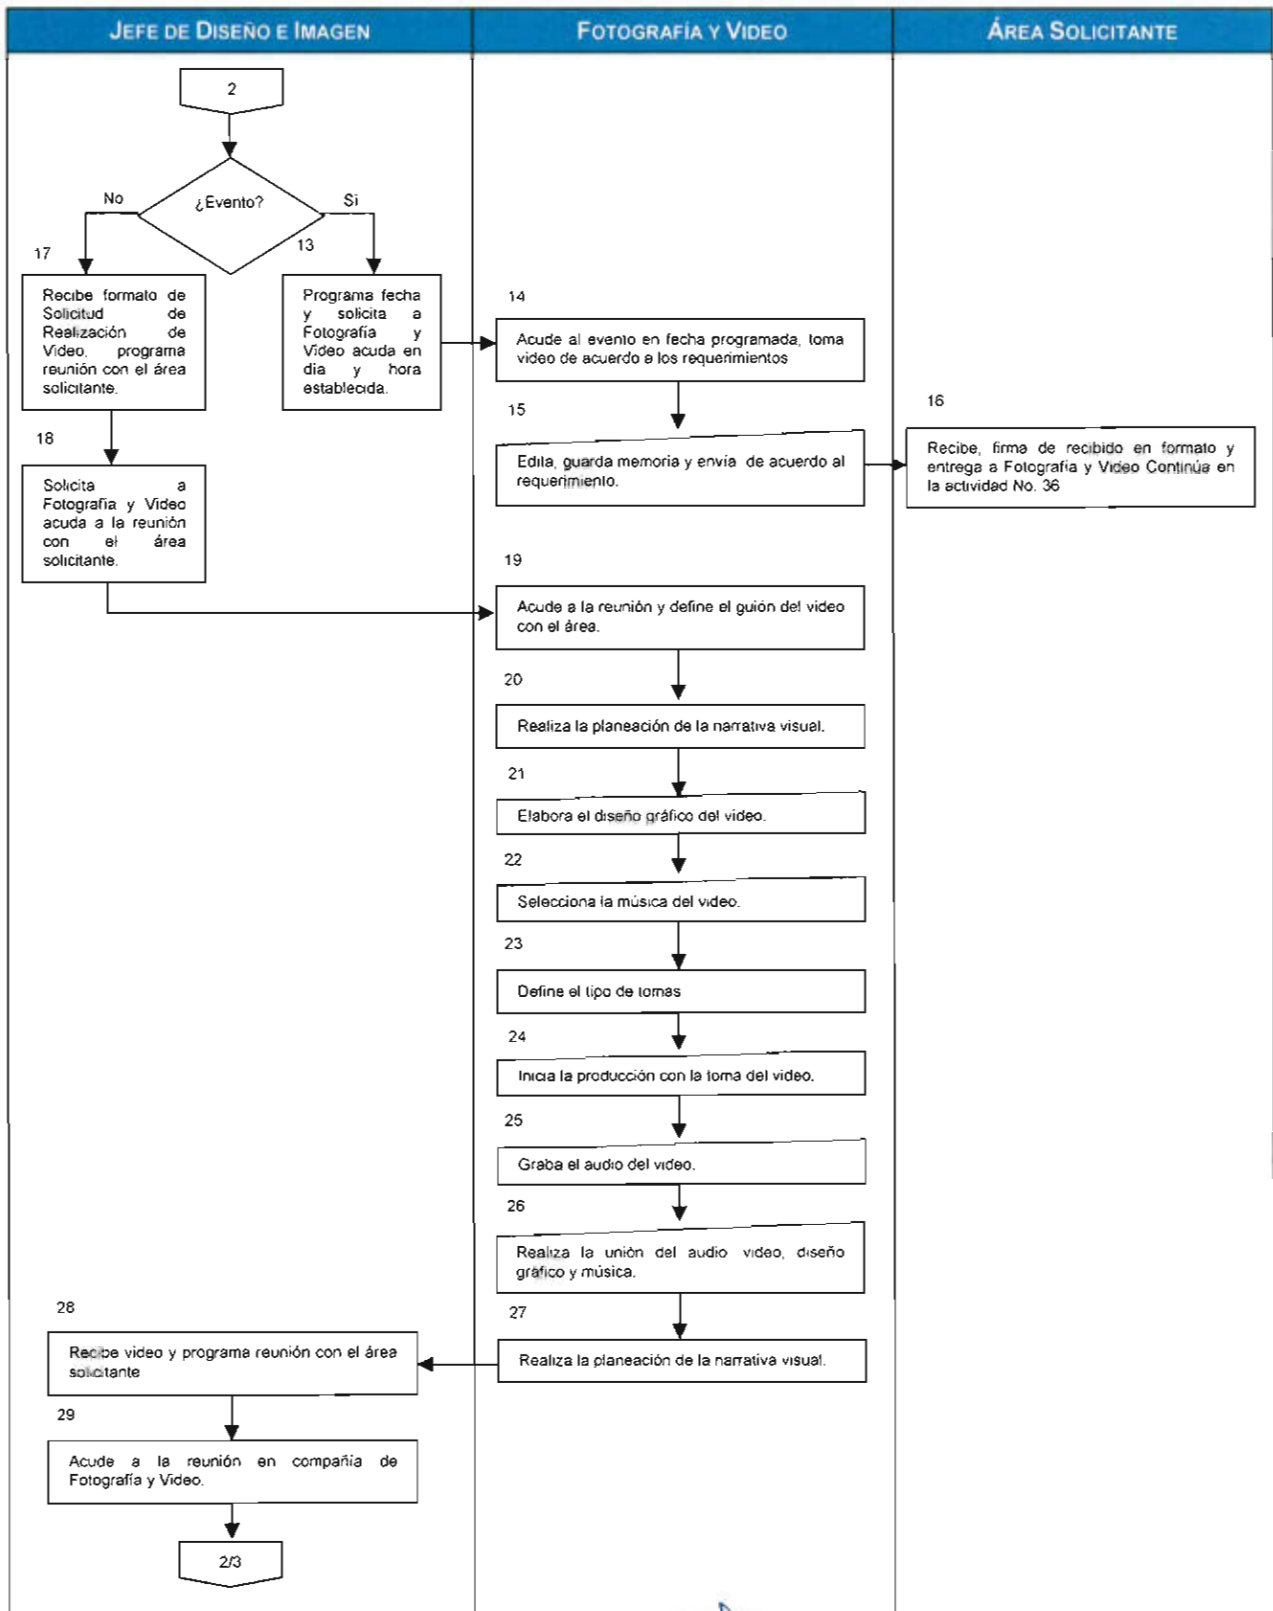 JEFE DE DISEÑO E IMAGEN
FOTOGRAFÍA Y VIDEO
ÁREA SOLICITANTE
2
¿Evento?
No
Si
17
Recibe formato de
Solicitud de
Realización de
Video, programa
reunión con el área
solicitante.
13
Programa fecha
y solicita a
Fotografía y
Video acuda en
dia y hora
establecida.
14
Acude al evento en fecha programada, toma
video de acuerdo a los requerimientos
15
Edita, guarda memoria y envía de acuerdo al
requerimiento.
16
Recibe, firma de recibido en formato y
entrega a Fotografía y Video Continúa en
la actividad No. 36
18
Solicita a
Fotografía y Video
acuda a la reunión
con el área
solicitante.
19
Acude a la reunión y define el guión del video
con el área.
20
Realiza la planeación de la narrativa visual.
21
Elabora el diseño gráfico del video.
22
Selecciona la música del video.
23
Define el tipo de tomas
24
Inicia la producción con la toma del video.
25
Graba el audio del video.
26
Realiza la unión del audio video, diseño
gráfico y música.
27
Realiza la planeación de la narrativa visual.
28
Recibe video y programa reunión con el área
solicitante
29
Acude a la reunión en compañía de
Fotografía y Video.
2/3